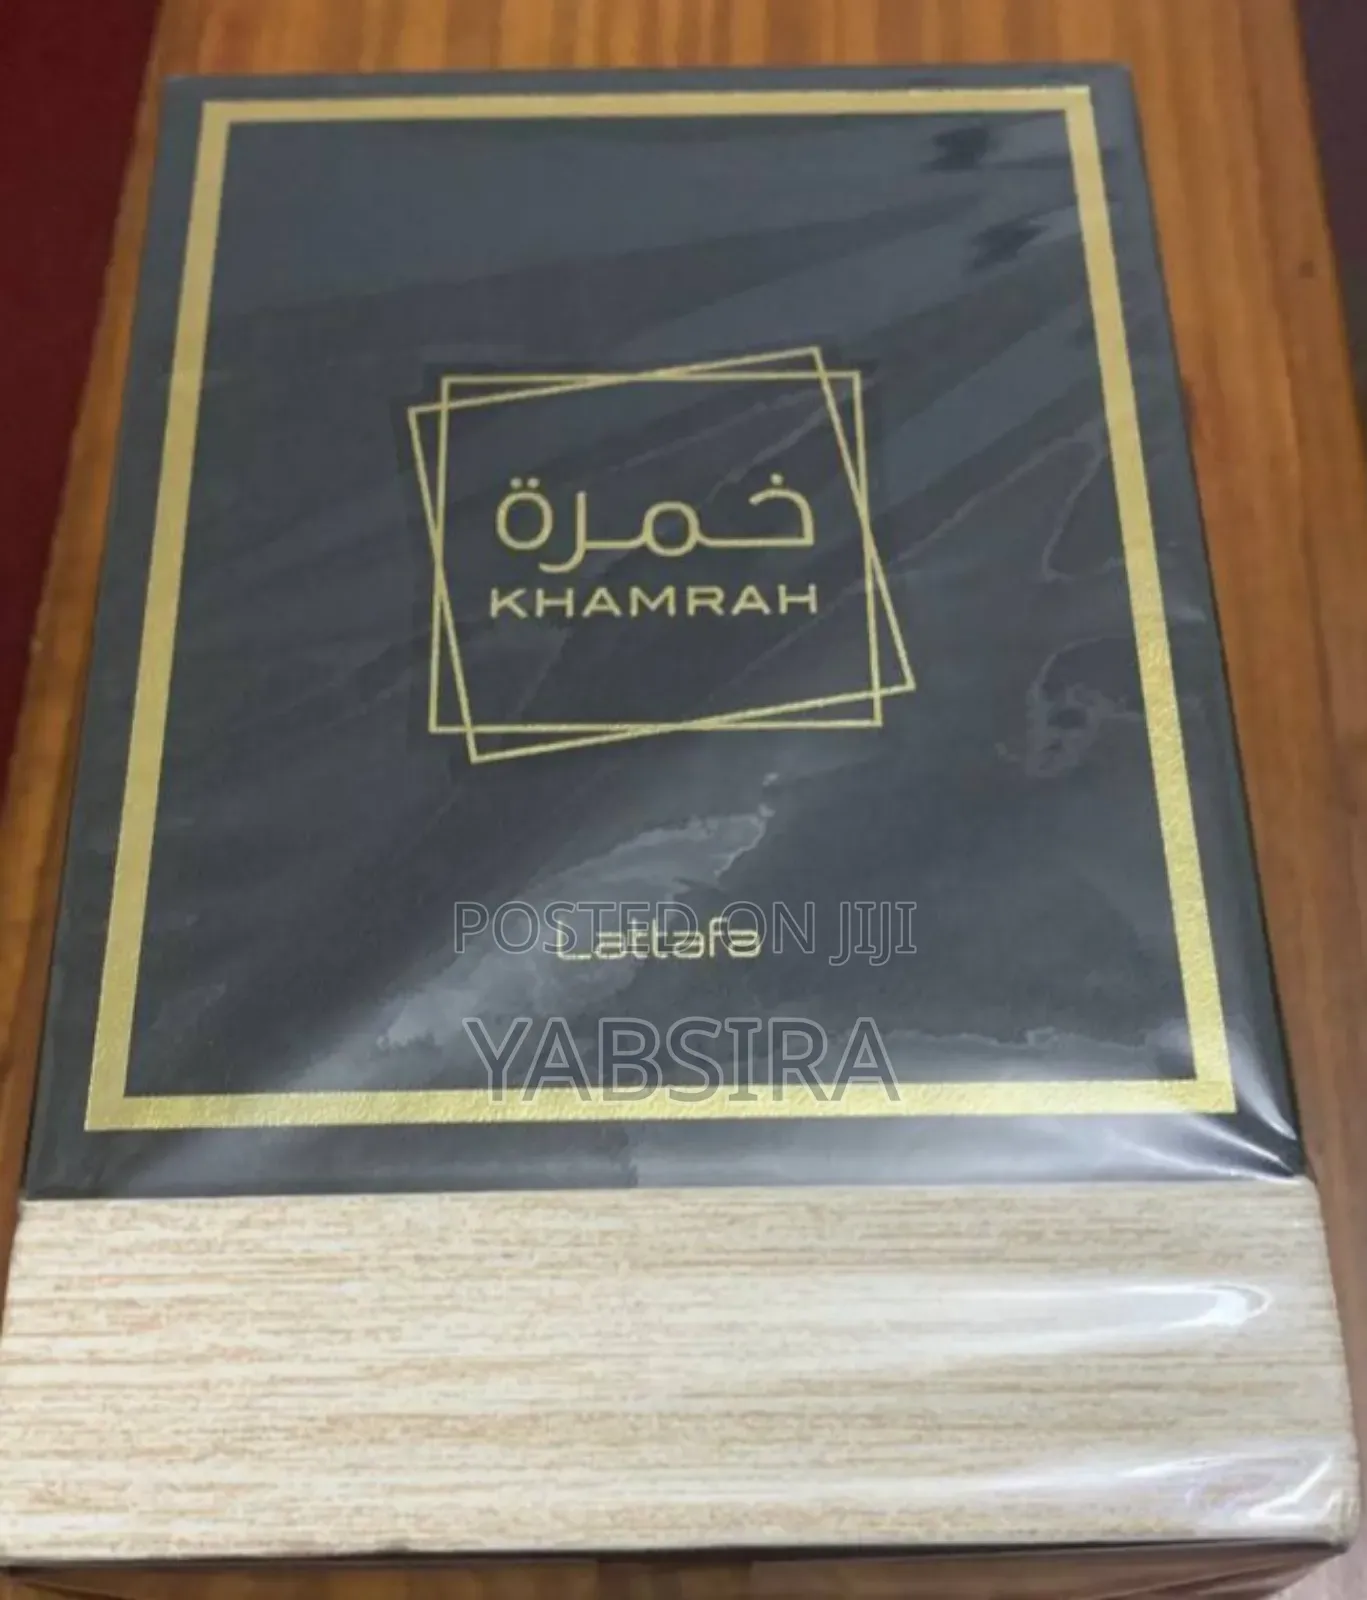 خمرة
KHAMRAH
Lattafa
POSTED ON JIJI
YABSIRA